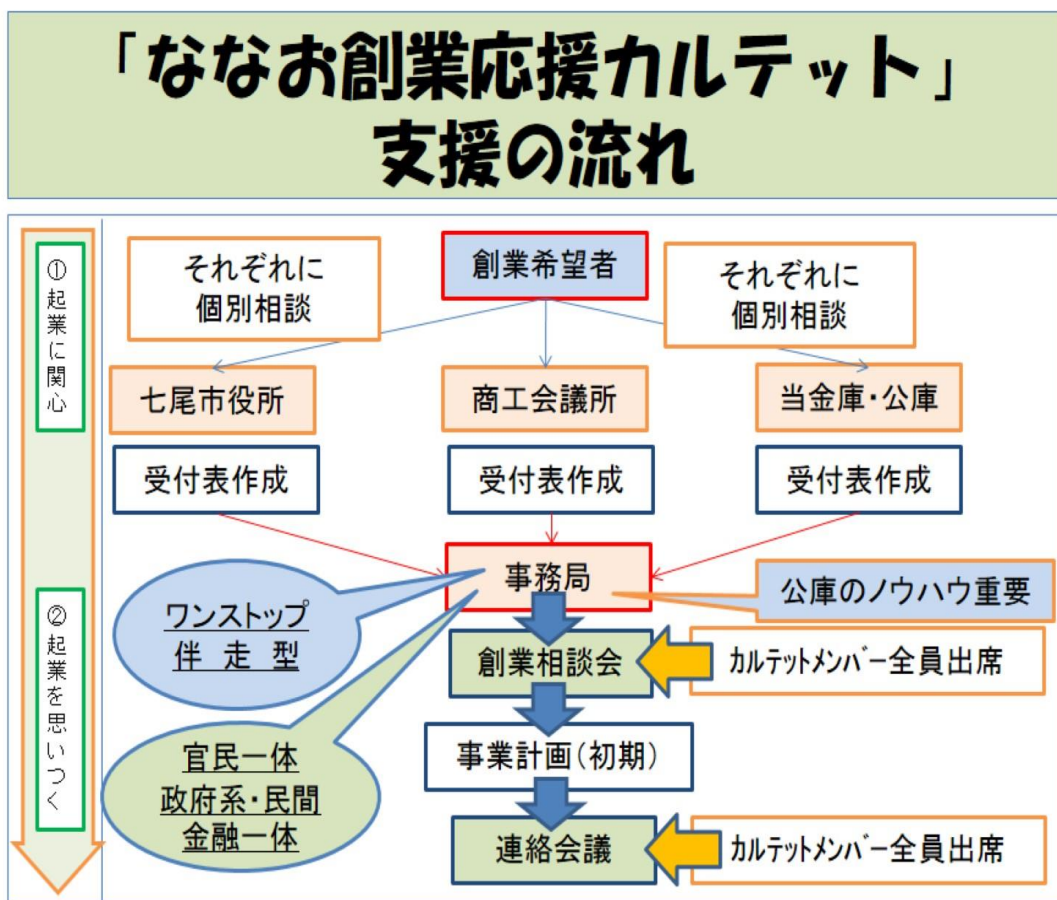 「ななお創業応援カルテット」
支援の流れ
①起業に関心
それぞれに
個別相談
創業希望者
それぞれに
個別相談
七尾市役所
商工会議所
当金庫・公庫
受付表作成
受付表作成
受付表作成
事務局
ワンストップ
伴走型
公庫のノウハウ重要
②起業を思いつく
創業相談会
カルテットメンバー全員出席
官民一体
政府系・民間
金融一体
事業計画(初期)
連絡会議
カルテットメンバー全員出席